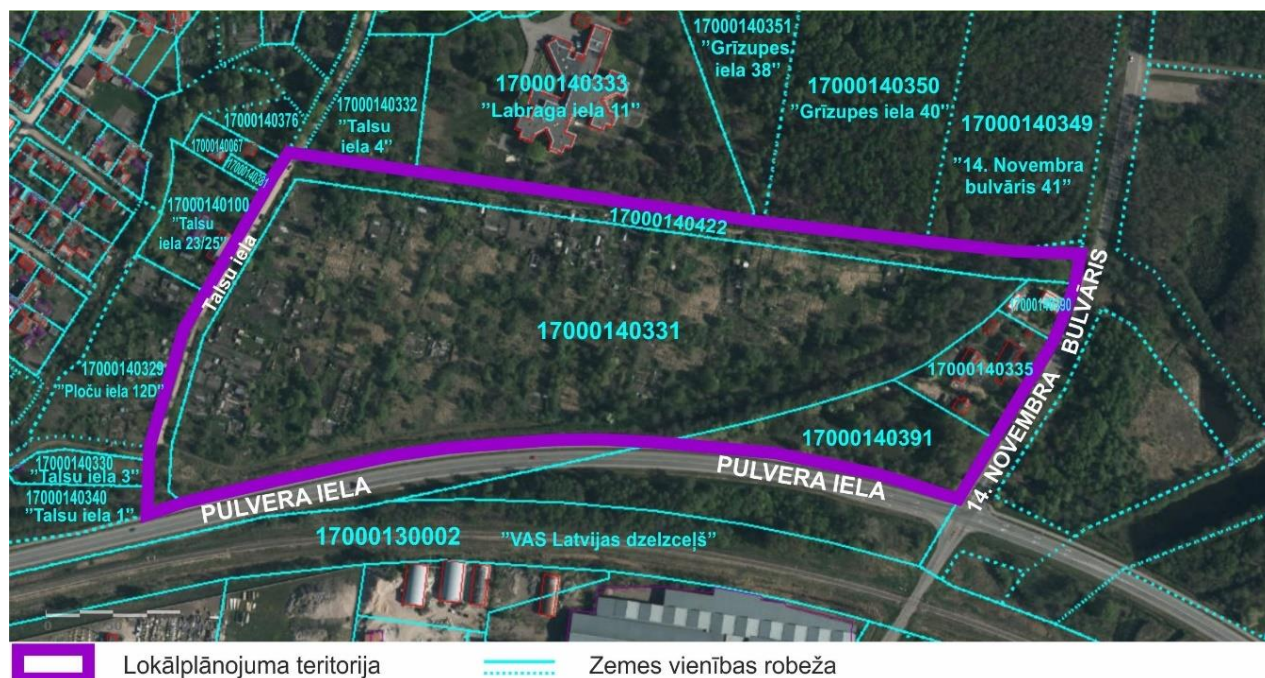 17000140351
"Grīzupes
iela 38"
17000140333
"Labraga iela 11"
17000140350
"Grīzupes iela 40"
17000140332
"Talsu
iela 4"
17000140376
17000140067
17000140381
17000140349
"14. Novembra
bulvāris 41"
17000140100
"Talsu
iela 23/25"
17000140422
Talsu iela
17000140331
17000140390
14. NOVEMBRA BULVĀRIS
17000140329
"Ploču iela 12D"
17000140335
17000140391
17000140330
"Talsu iela 3"
17000140340
"Talsu iela 1"
PULVERA IELA
PULVERA IELA
17000130002 "VAS Latvijas dzelzceļš"
Lokālplānojuma teritorija
Zemes vienības robeža